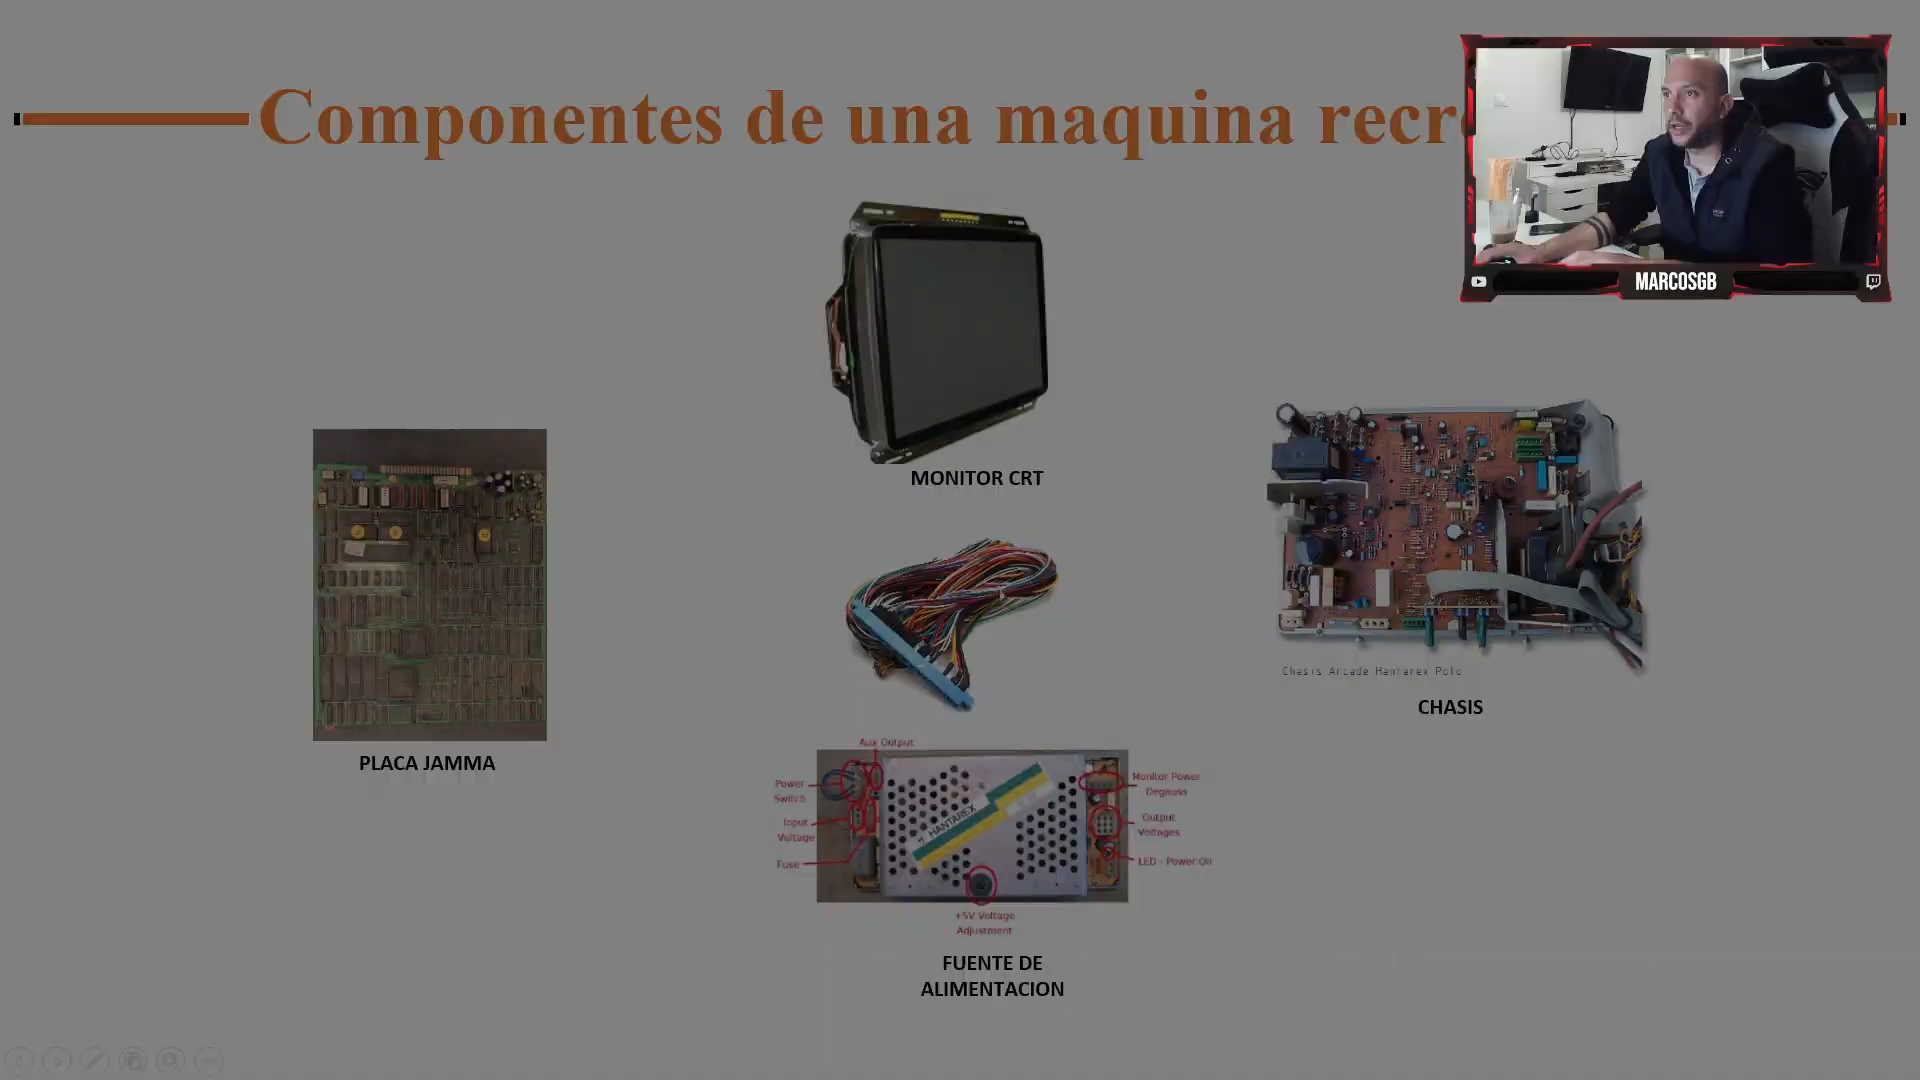 Componentes de una maquina recre
MARCOSGB
MONITOR CRT
Chasis Arcade Hantarex Polo
CHASIS
PLACA JAMMA
Aux Output
Power
Switch
Input
Voltage
Fuse
HANTAREX
Monitor Power
Degauss
Output
Voltages
LED - Power On
+5V Voltage
Adjustment
FUENTE DE
ALIMENTACION